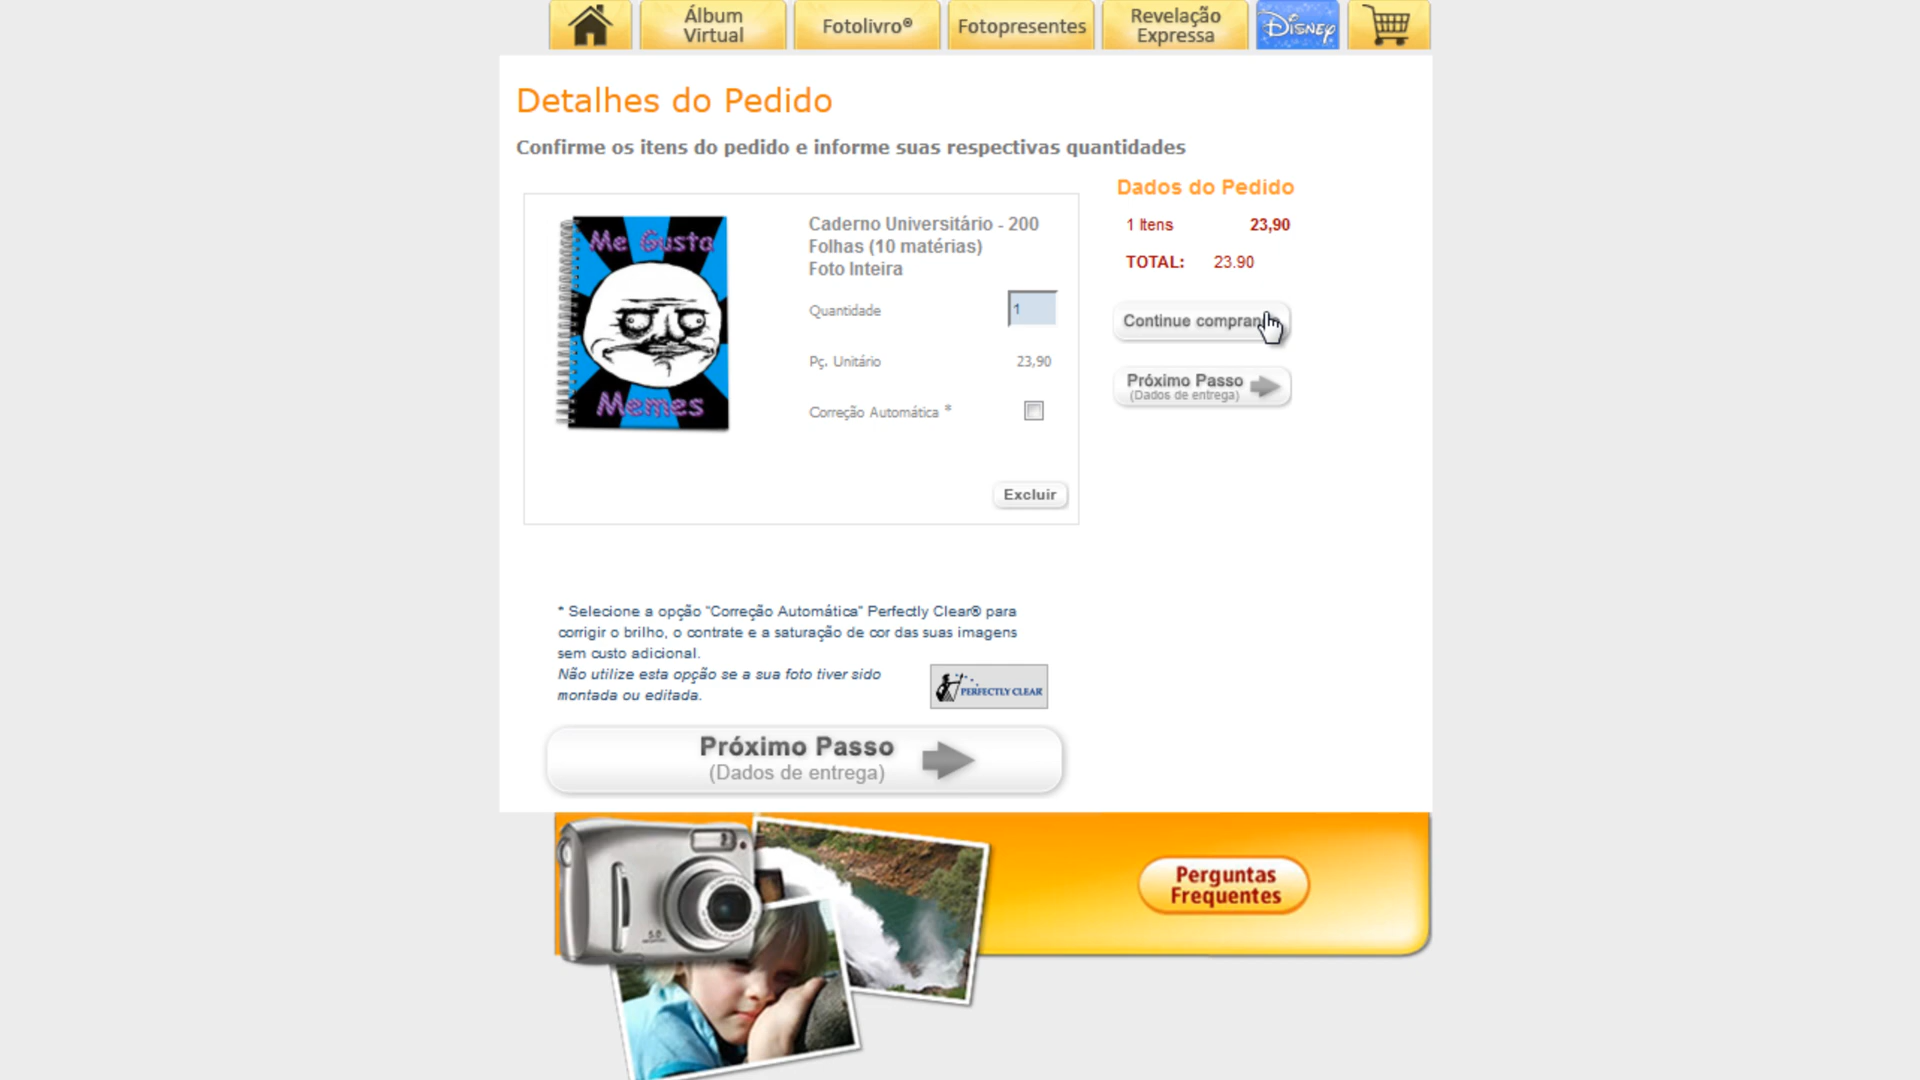 Álbum
Virtual
Fotolivro®
Fotopresentes
Revelação
Expressa
Disney
Detalhes do Pedido
Confirme os itens do pedido e informe suas respectivas quantidades
Me Gusta
Memes
Caderno Universitário - 200
Folhas (10 matérias)
Foto Inteira
Quantidade
1
Pç. Unitário
23,90
Correção Automática *
Excluir
Dados do Pedido
1 Itens
23,90
TOTAL:
23.90
Continue
Próximo Passo
(Dados de entrega)
* Selecione a opção "Correção Automática" Perfectly Clear® para
corrigir o brilho, o contrate e a saturação de cor das suas imagens
sem custo adicional.
Não utilize esta opção se a sua foto tiver sido
montada ou editada.
PERFECTLY CLEAR
Próximo Passo
(Dados de entrega)
5.0
Perguntas
Frequentes